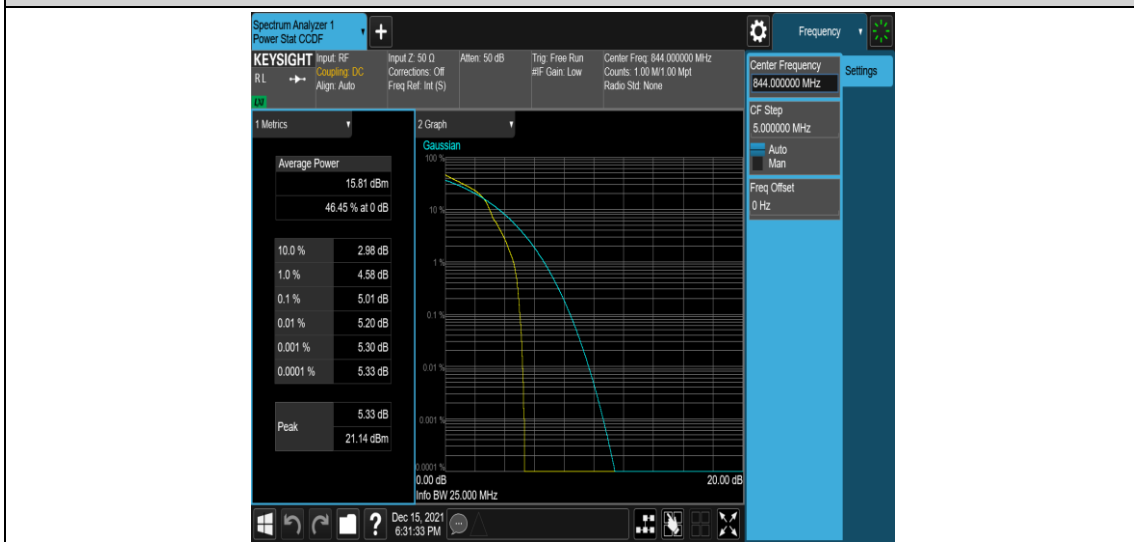 Spectrum Analyzer 1
Power Stat CCDF
+
Frequency
KEYSIGHT
RL
LXI
Input: RF
Coupling: DC
Align: Auto
Input Z: 50 Ω
Corrections: Off
Freq Ref: Int (S)
Atten: 50 dB
Trig: Free Run
#IF Gain: Low
Center Freq: 844.000000 MHz
Counts: 1.00 M/1.00 Mpt
Radio Std: None
Center Frequency
844.000000 MHz
Settings
CF Step
5.000000 MHz
Auto
Man
Freq Offset
0 Hz
1 Metrics
Average Power
15.81 dBm
46.45 % at 0 dB
10.0 % 2.98 dB
1.0 % 4.58 dB
0.1 % 5.01 dB
0.01 % 5.20 dB
0.001 % 5.30 dB
0.0001 % 5.33 dB
Peak
5.33 dB
21.14 dBm
2 Graph
Gaussian
100 %
10 %
1 %
0.1 %
0.01 %
0.001 %
0.0001 %
0.00 dB 20.00 dB
Info BW 25.000 MHz
?
Dec 15, 2021
6:31:33 PM